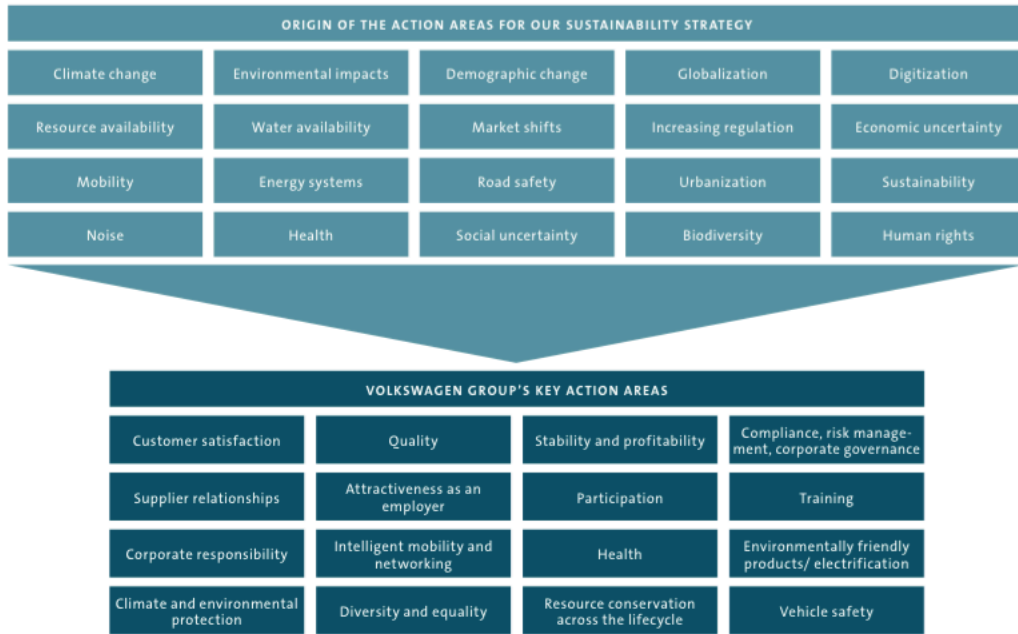 ORIGIN OF THE ACTION AREAS FOR OUR SUSTAINABILITY STRATEGY
Climate change
Environmental impacts
Demographic change
Globalization
Digitization
Resource availability
Water availability
Market shifts
Increasing regulation
Economic uncertainty
Mobility
Energy systems
Road safety
Urbanization
Sustainability
Noise
Health
Social uncertainty
Biodiversity
Human rights
VOLKSWAGEN GROUP'S KEY ACTION AREAS
Customer satisfaction
Quality
Stability and profitability
Compliance, risk manage-
ment, corporate governance
Supplier relationships
Attractiveness as an
employer
Participation
Training
Corporate responsibility
Intelligent mobility and
networking
Health
Environmentally friendly
products/ electrification
Climate and environmental
protection
Diversity and equality
Resource conservation
across the lifecycle
Vehicle safety